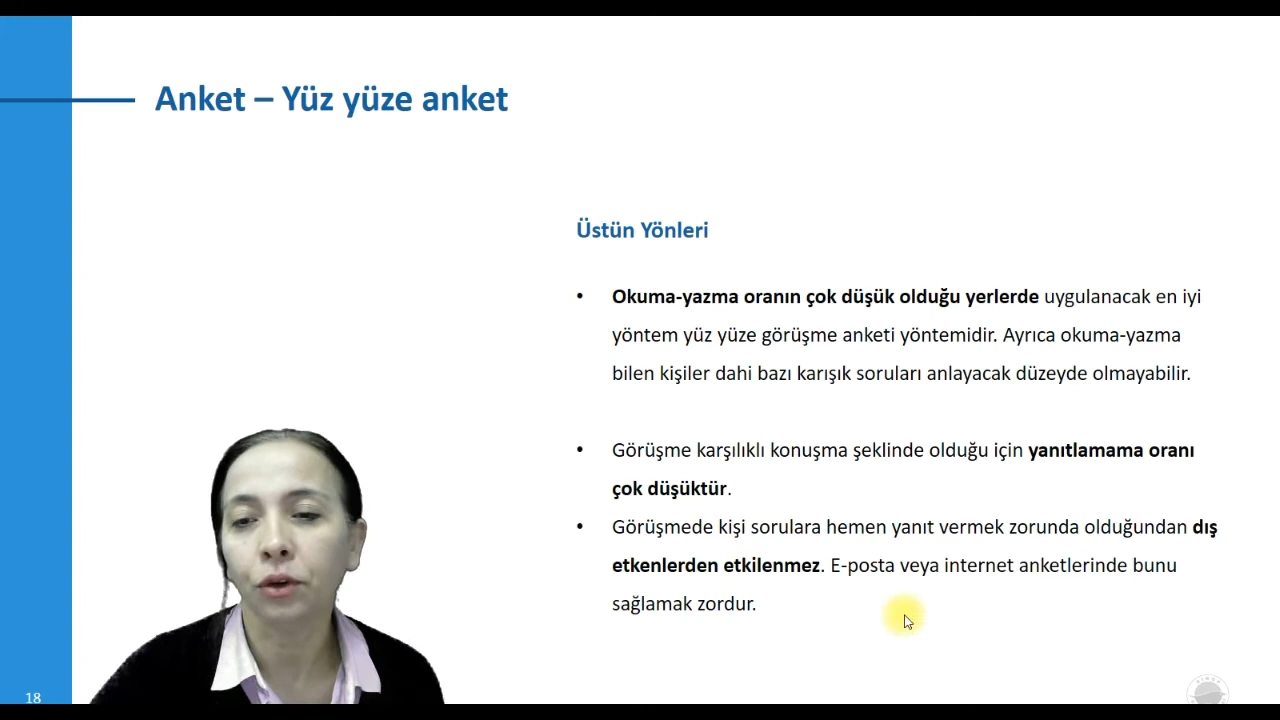 Anket – Yüz yüze anket
Üstün Yönleri
• Okuma-yazma oranın çok düşük olduğu yerlerde uygulanacak en iyi
yöntem yüz yüze görüşme anketi yöntemidir. Ayrıca okuma-yazma
bilen kişiler dahi bazı karışık soruları anlayacak düzeyde olmayabilir.
• Görüşme karşılıklı konuşma şeklinde olduğu için yanıtlamama oranı
çok düşüktür.
• Görüşmede kişi sorulara hemen yanıt vermek zorunda olduğundan dış
etkenlerden etkilenmez. E-posta veya internet anketlerinde bunu
sağlamak zordur.
18